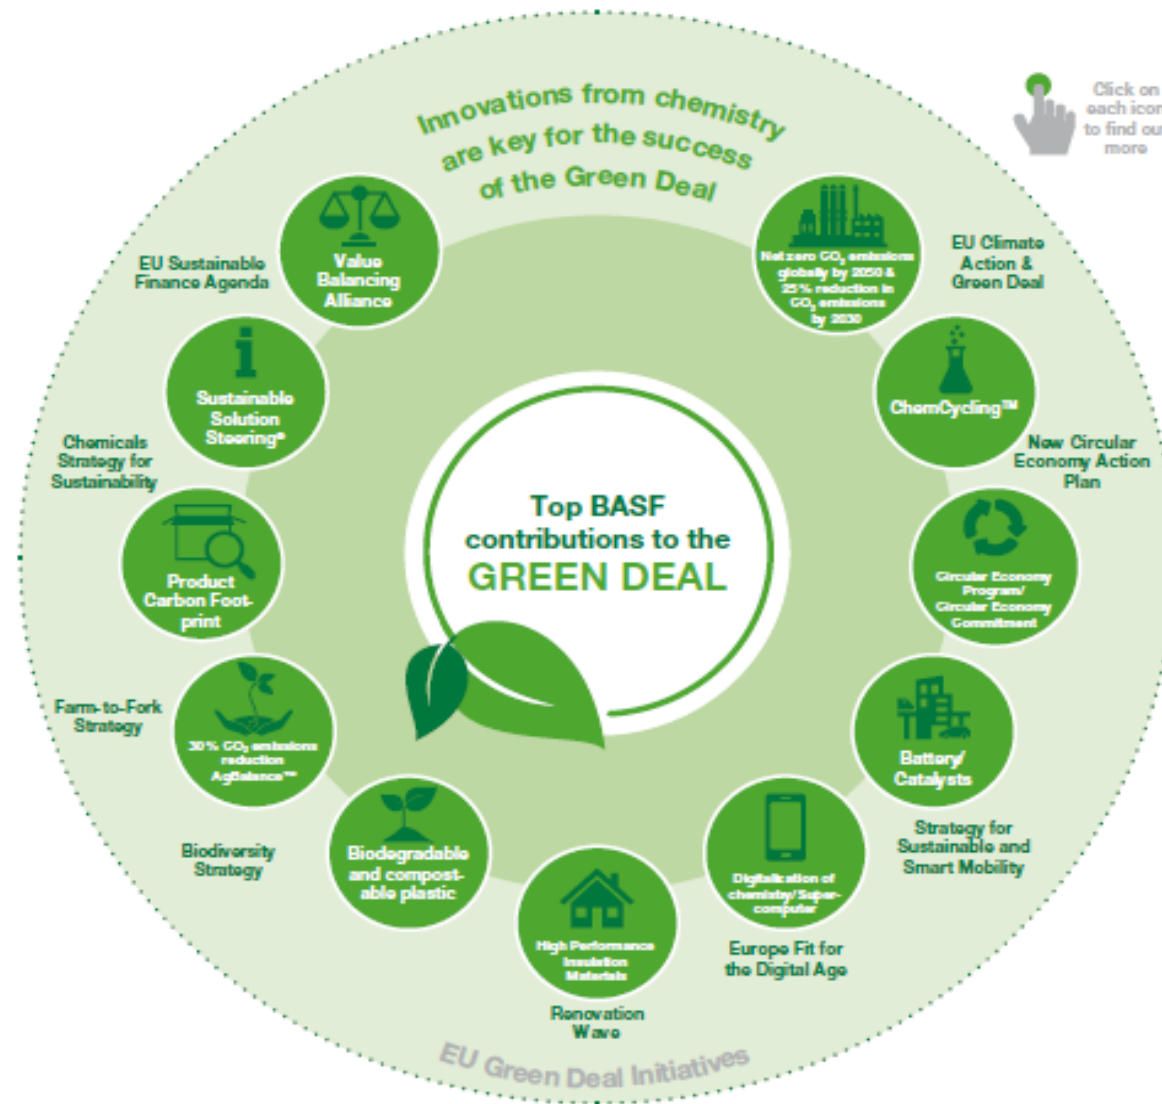 Innovations from chemistry
are key for the success
of the Green Deal
Click on
each icon
to find out
more
Value
Balancing
Alliance
EU Sustainable
Finance Agenda
Net zero CO₂ emissions
globally by 2050 &
25% reduction in
CO₂ emissions
by 2030
EU Climate
Action &
Green Deal
Sustainable
Solution
Steering®
ChemCycling™
Chemicals
Strategy for
Sustainability
New Circular
Economy Action
Plan
Top BASF
contributions to the
GREEN DEAL
Product
Carbon Foot-
print
Circular Economy
Program/
Circular Economy
Commitment
Farm-to-Fork
Strategy
30% CO₂ emissions
reduction
AgBalance™
Battery/
Catalysts
Biodiversity
Strategy
Biodegradable
and compost-
able plastic
Digitalization of
chemistry/Super-
computer
Strategy for
Sustainable and
Smart Mobility
High Performance
Insulation
Materials
Europe Fit for
the Digital Age
Renovation
Wave
EU Green Deal Initiatives